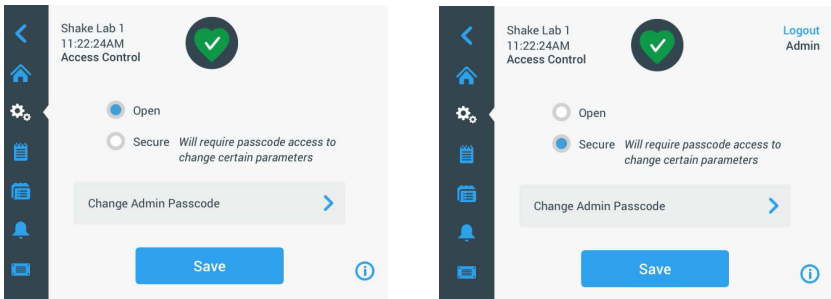 Shake Lab 1
11:22:24AM
Access Control
Open
Secure Will require passcode access to
change certain parameters
Change Admin Passcode
Save
Shake Lab 1
11:22:24AM
Access Control
Logout
Admin
Open
Secure Will require passcode access to
change certain parameters
Change Admin Passcode
Save